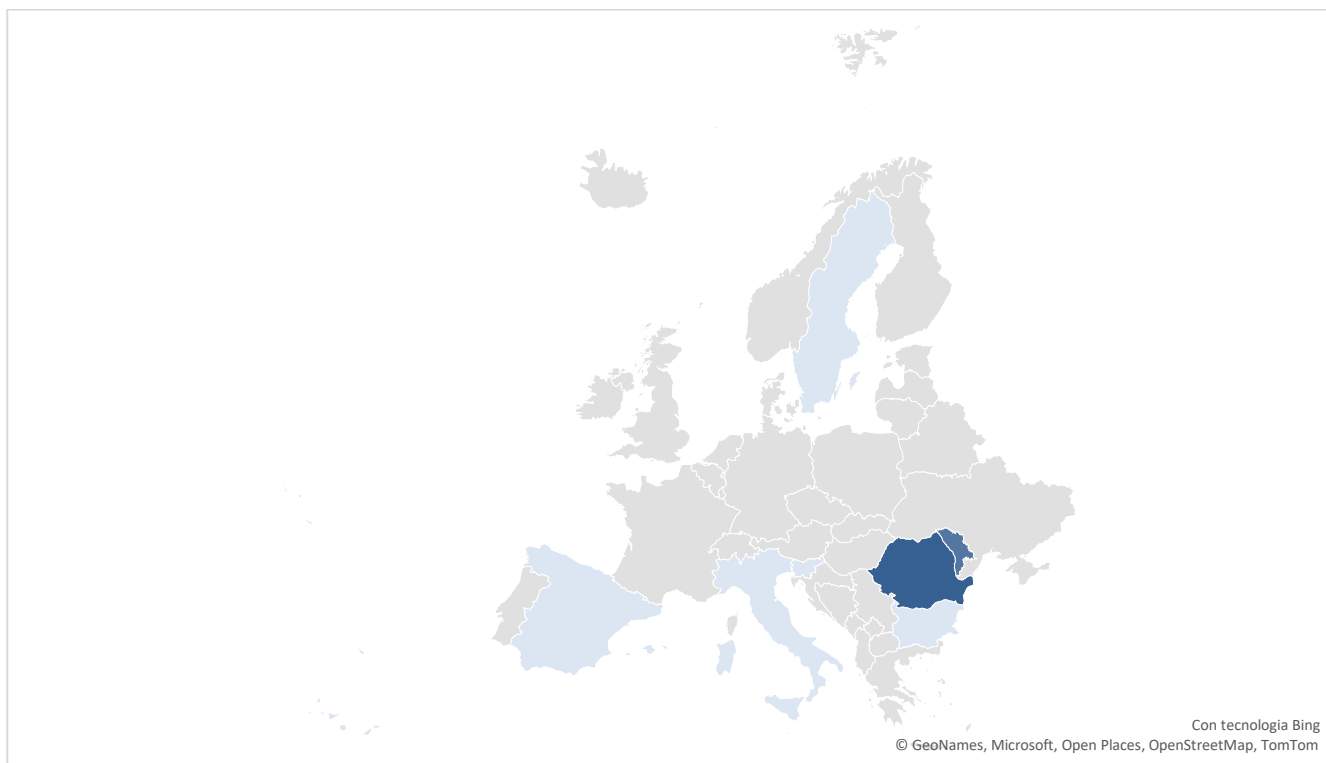 Con tecnologia Bing
© GeoNames, Microsoft, Open Places, OpenStreetMap, TomTom